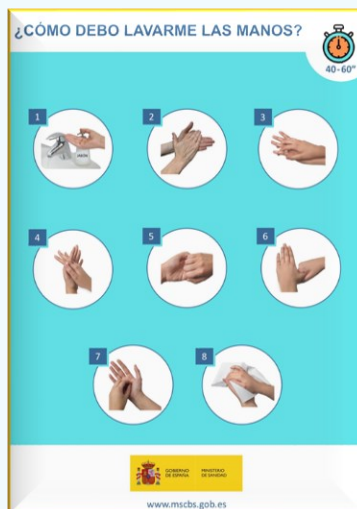 ¿CÓMO DEBO LAVARME LAS MANOS?
40-60"
1
2
3
JABÓN
4
5
6
7
8
GOBIERNO
DE ESPAÑA
MINISTERIO
DE SANIDAD
www.mscbs.gob.es